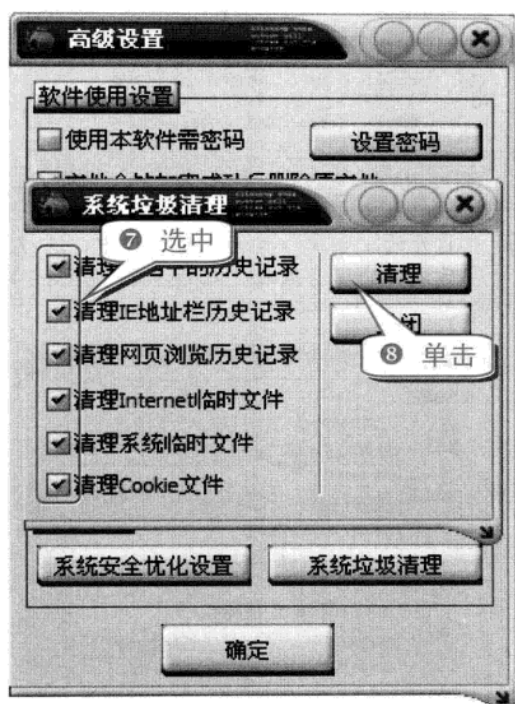 高级设置
软件使用设置
使用本软件需密码
设置密码
系统垃圾清理
❼ 选中
清理 的历史记录
清理
清理IE地址栏历史记录
闭
❽ 单击
清理网页浏览历史记录
清理Internet临时文件
清理系统临时文件
清理Cookie文件
系统安全优化设置
系统垃圾清理
确定